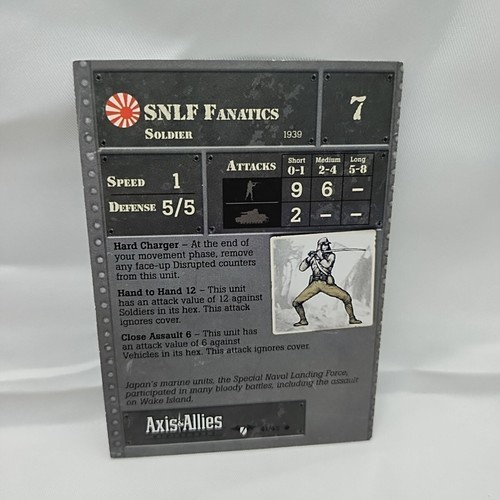 SNLF Fanatics
Soldier
1939
7
Speed 1
Defense 5/5
Attacks
Short 0-1
Medium 2-4
Long 5-8
9 6 –
2 – –
Hard Charger – At the end of
your movement phase, remove
any face-up Disrupted counters
from this unit.
Hand to Hand 12 – This unit
has an attack value of 12 against
Soldiers in its hex. This attack
ignores cover.
Close Assault 6 – This unit has
an attack value of 6 against
Vehicles in its hex. This attack ignores cover.
Japan's marine units, the Special Naval Landing Force,
participated in many bloody battles, including the assault
on Wake Island.
Axis & Allies